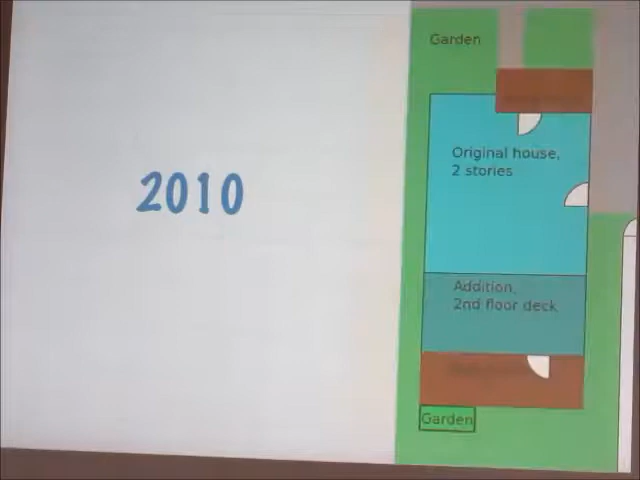 Garden
Original house,
2 stories
2010
Addition,
2nd floor deck
Garden